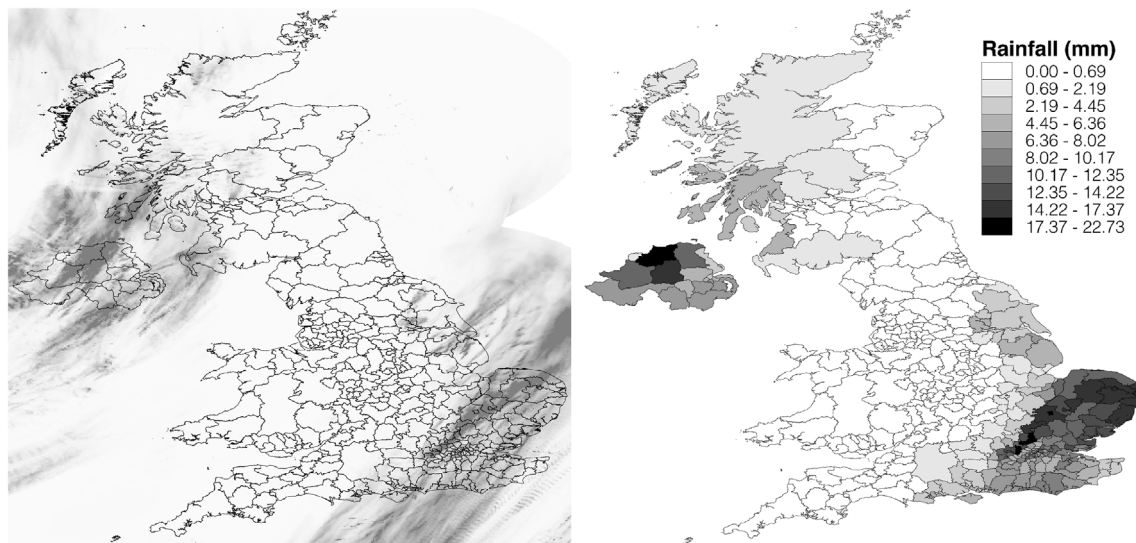 Rainfall (mm)
0.00 - 0.69
0.69 - 2.19
2.19 - 4.45
4.45 - 6.36
6.36 - 8.02
8.02 - 10.17
10.17 - 12.35
12.35 - 14.22
14.22 - 17.37
17.37 - 22.73